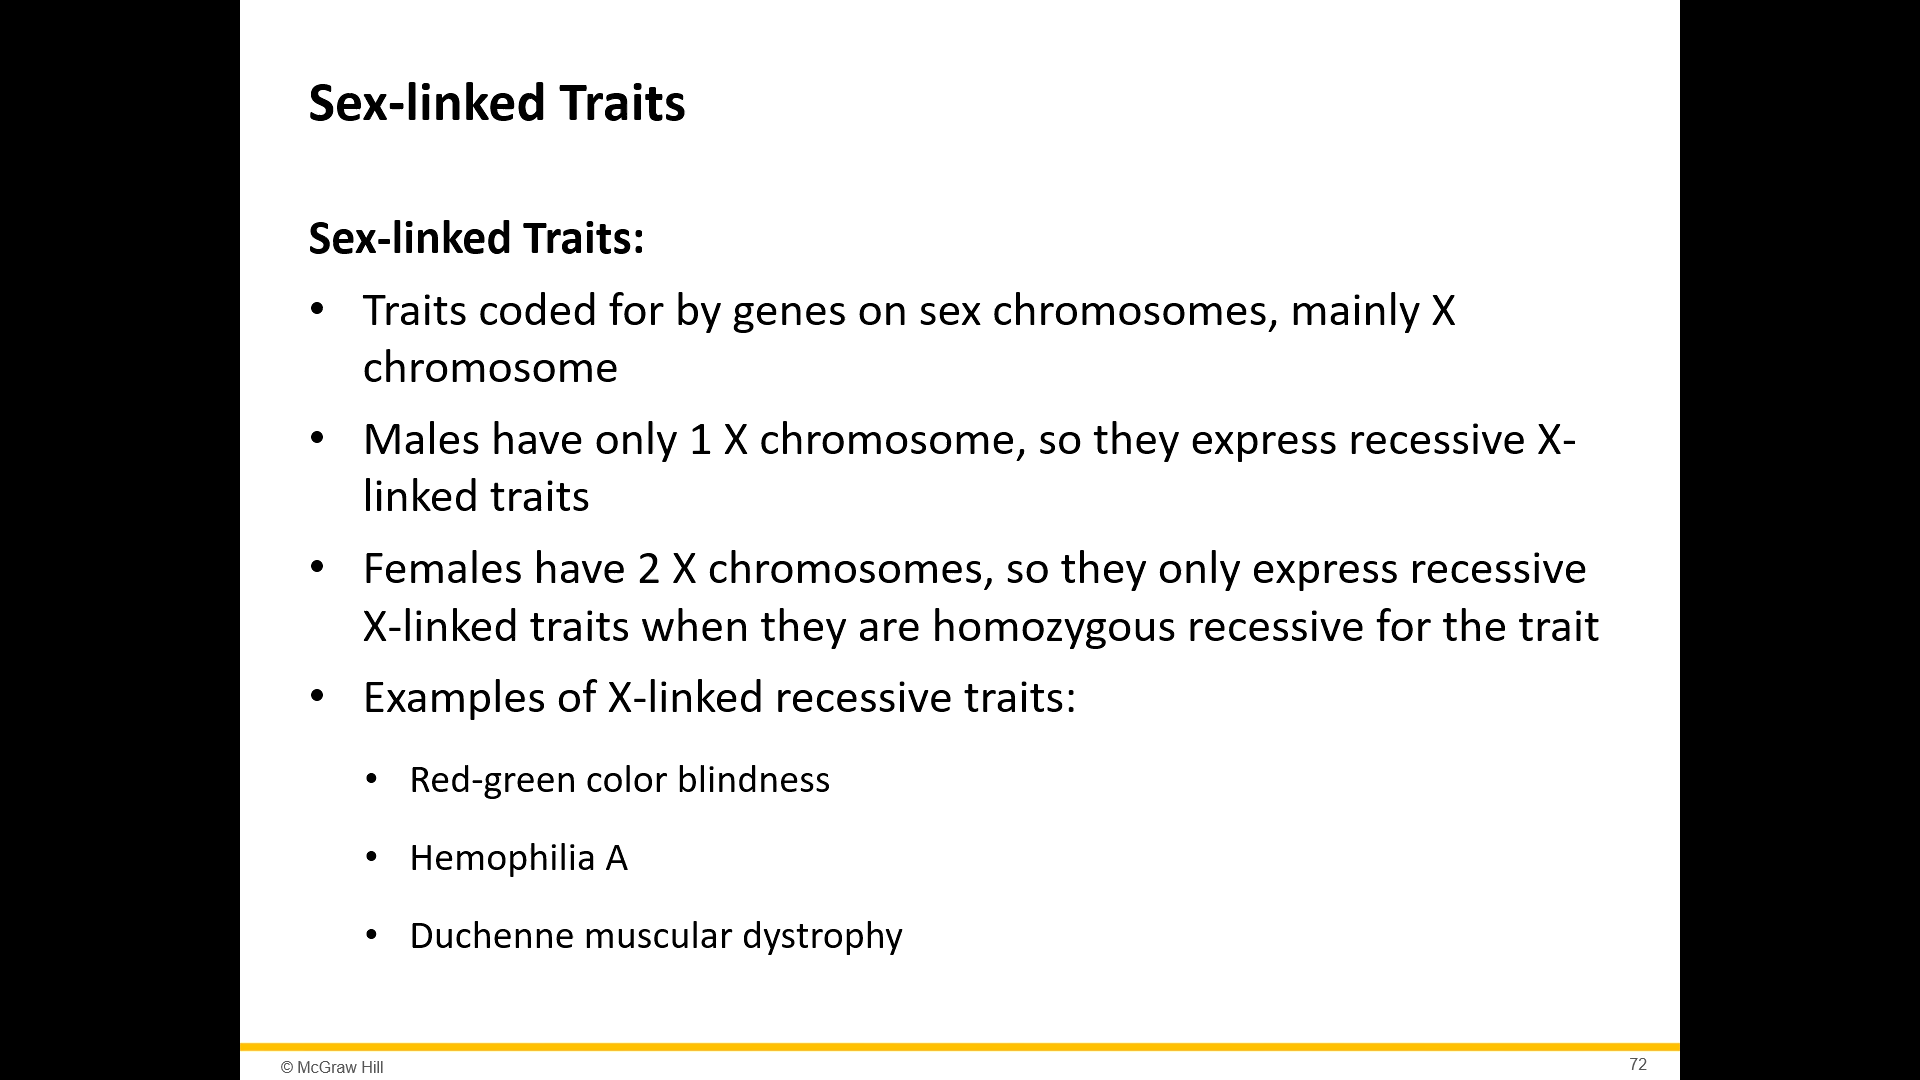 Sex-linked Traits
Sex-linked Traits:
• Traits coded for by genes on sex chromosomes, mainly X
chromosome
• Males have only 1 X chromosome, so they express recessive X-
linked traits
• Females have 2 X chromosomes, so they only express recessive
X-linked traits when they are homozygous recessive for the trait
• Examples of X-linked recessive traits:
• Red-green color blindness
• Hemophilia A
• Duchenne muscular dystrophy
© McGraw Hill
72